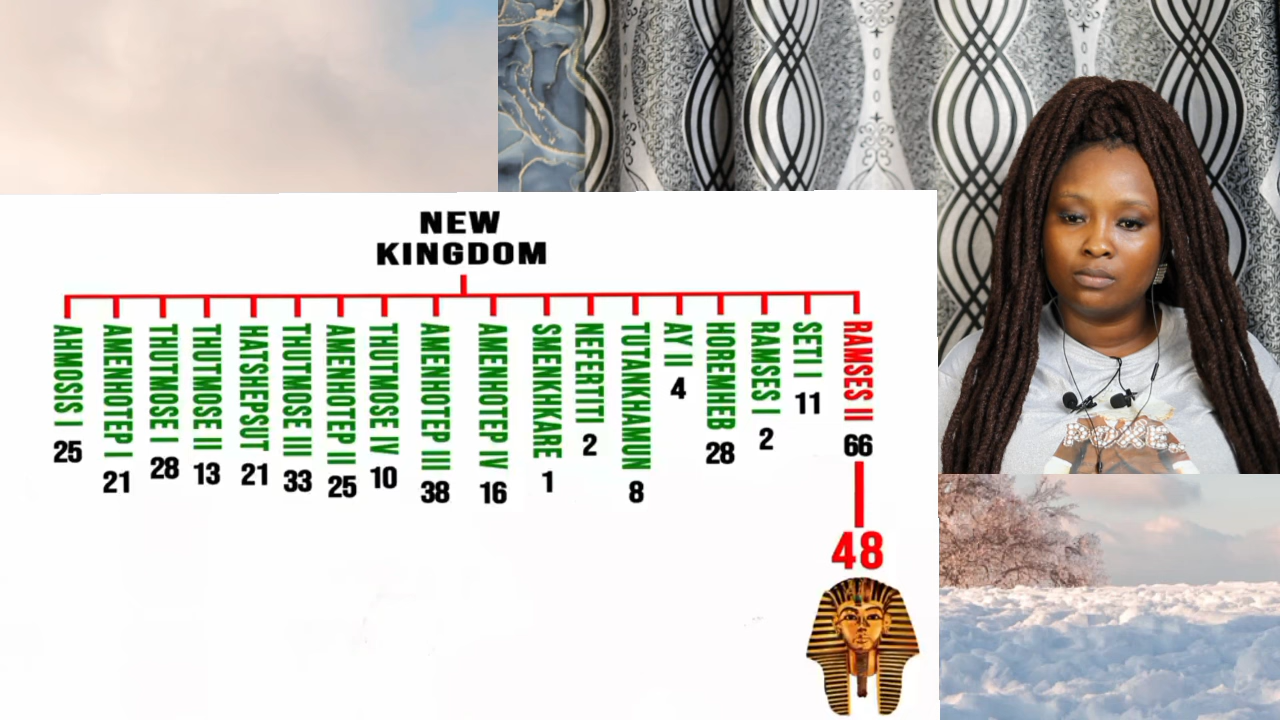 NEW
KINGDOM
AHMOSIS I
25
AMENHOTEP I
21
THUTMOSE I
28
THUTMOSE II
13
HATSHEPSUT
21
THUTMOSE III
33
AMENHOTEP II
25
THUTMOSE IV
10
AMENHOTEP III
38
AMENHOTEP IV
16
SMENKHKARE
1
NEFERTITI
2
TUTANKHAMUN
8
AY II
4
HOREMHEB
28
RAMSES I
2
SETI I
11
RAMSES II
66
48